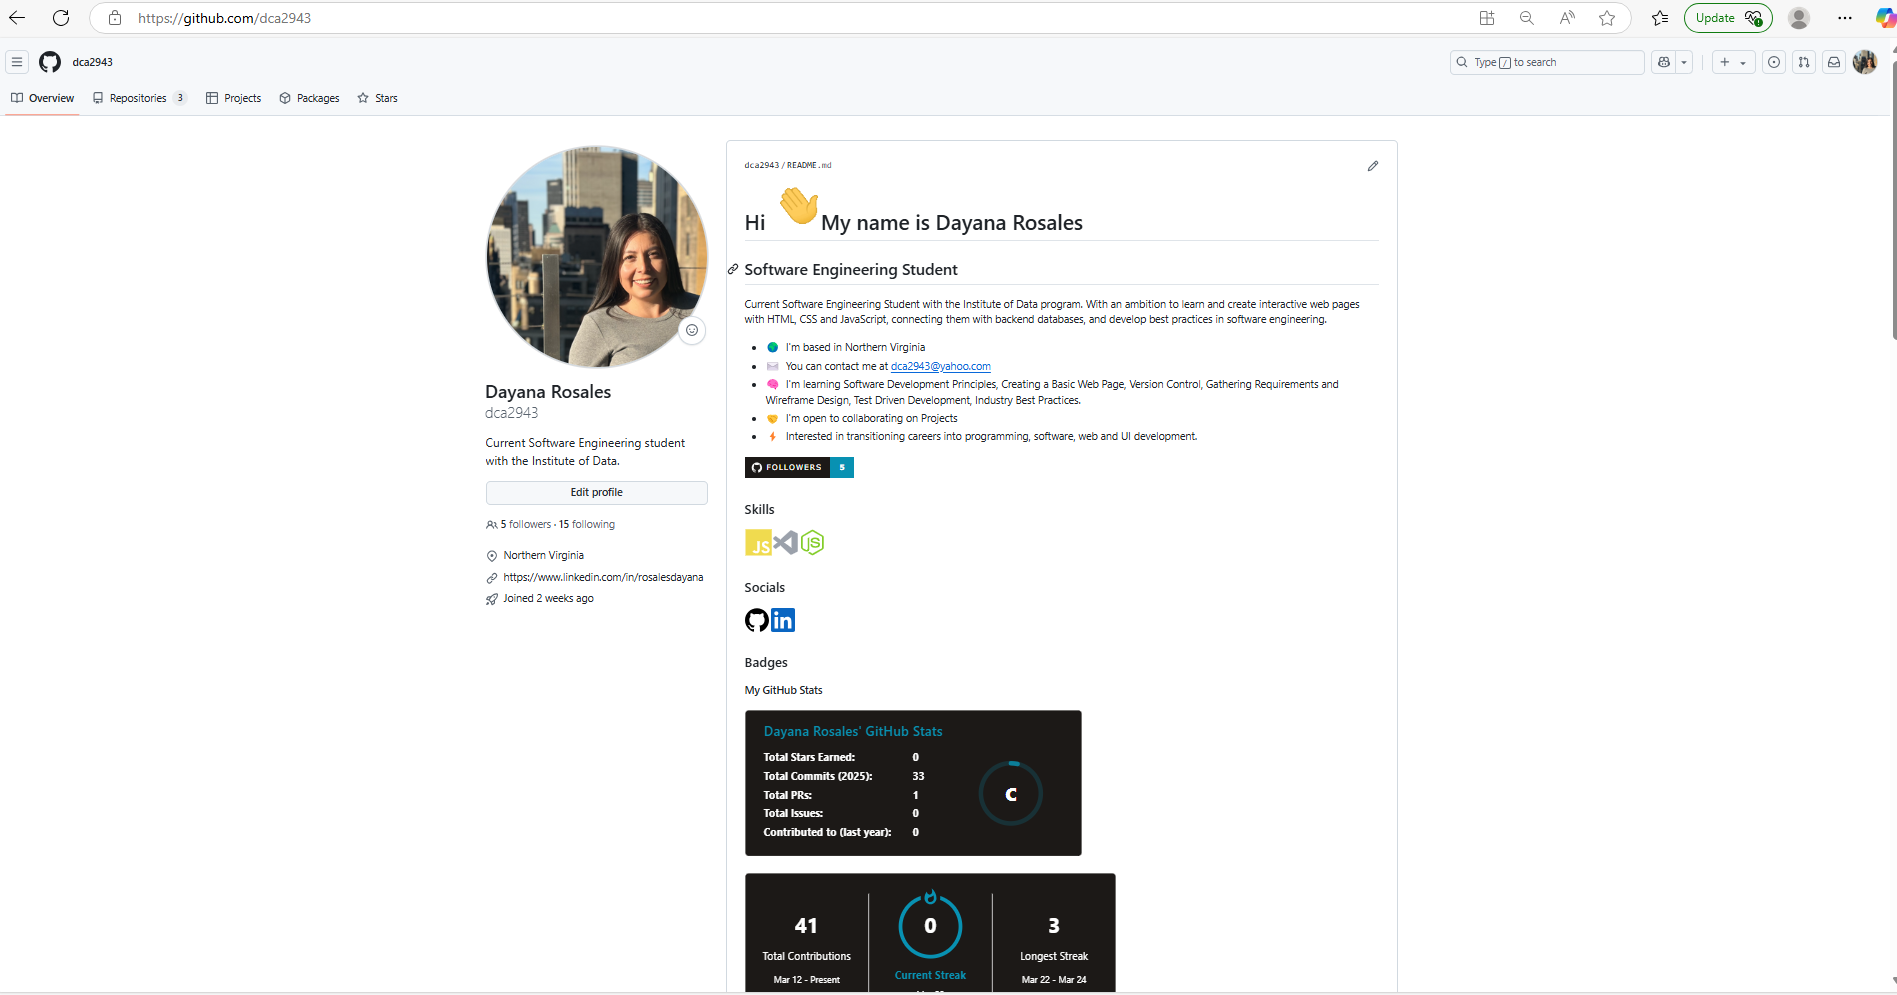 https://github.com/dca2943
Update
dca2943
Type / to search
Overview
Repositories 3
Projects
Packages
Stars
Dayana Rosales
dca2943
Current Software Engineering student
with the Institute of Data.
Edit profile
5 followers · 15 following
Northern Virginia
https://www.linkedin.com/in/rosalesdayana
Joined 2 weeks ago
dca2943/README.md
Hi 👋 My name is Dayana Rosales
Software Engineering Student
Current Software Engineering Student with the Institute of Data program. With an ambition to learn and create interactive web pages
with HTML, CSS and JavaScript, connecting them with backend databases, and develop best practices in software engineering.
I'm based in Northern Virginia
You can contact me at dca2943@yahoo.com
I'm learning Software Development Principles, Creating a Basic Web Page, Version Control, Gathering Requirements and
Wireframe Design, Test Driven Development, Industry Best Practices.
I'm open to collaborating on Projects
Interested in transitioning careers into programming, software, web and UI development.
FOLLOWERS 5
Skills
JS JS
Socials
in
Badges
My GitHub Stats
Dayana Rosales' GitHub Stats
Total Stars Earned: 0
Total Commits (2025): 33
Total PRs: 1
Total Issues: 0
Contributed to (last year): 0
C
41
Total Contributions
Mar 12 - Present
0
Current Streak
3
Longest Streak
Mar 22 - Mar 24